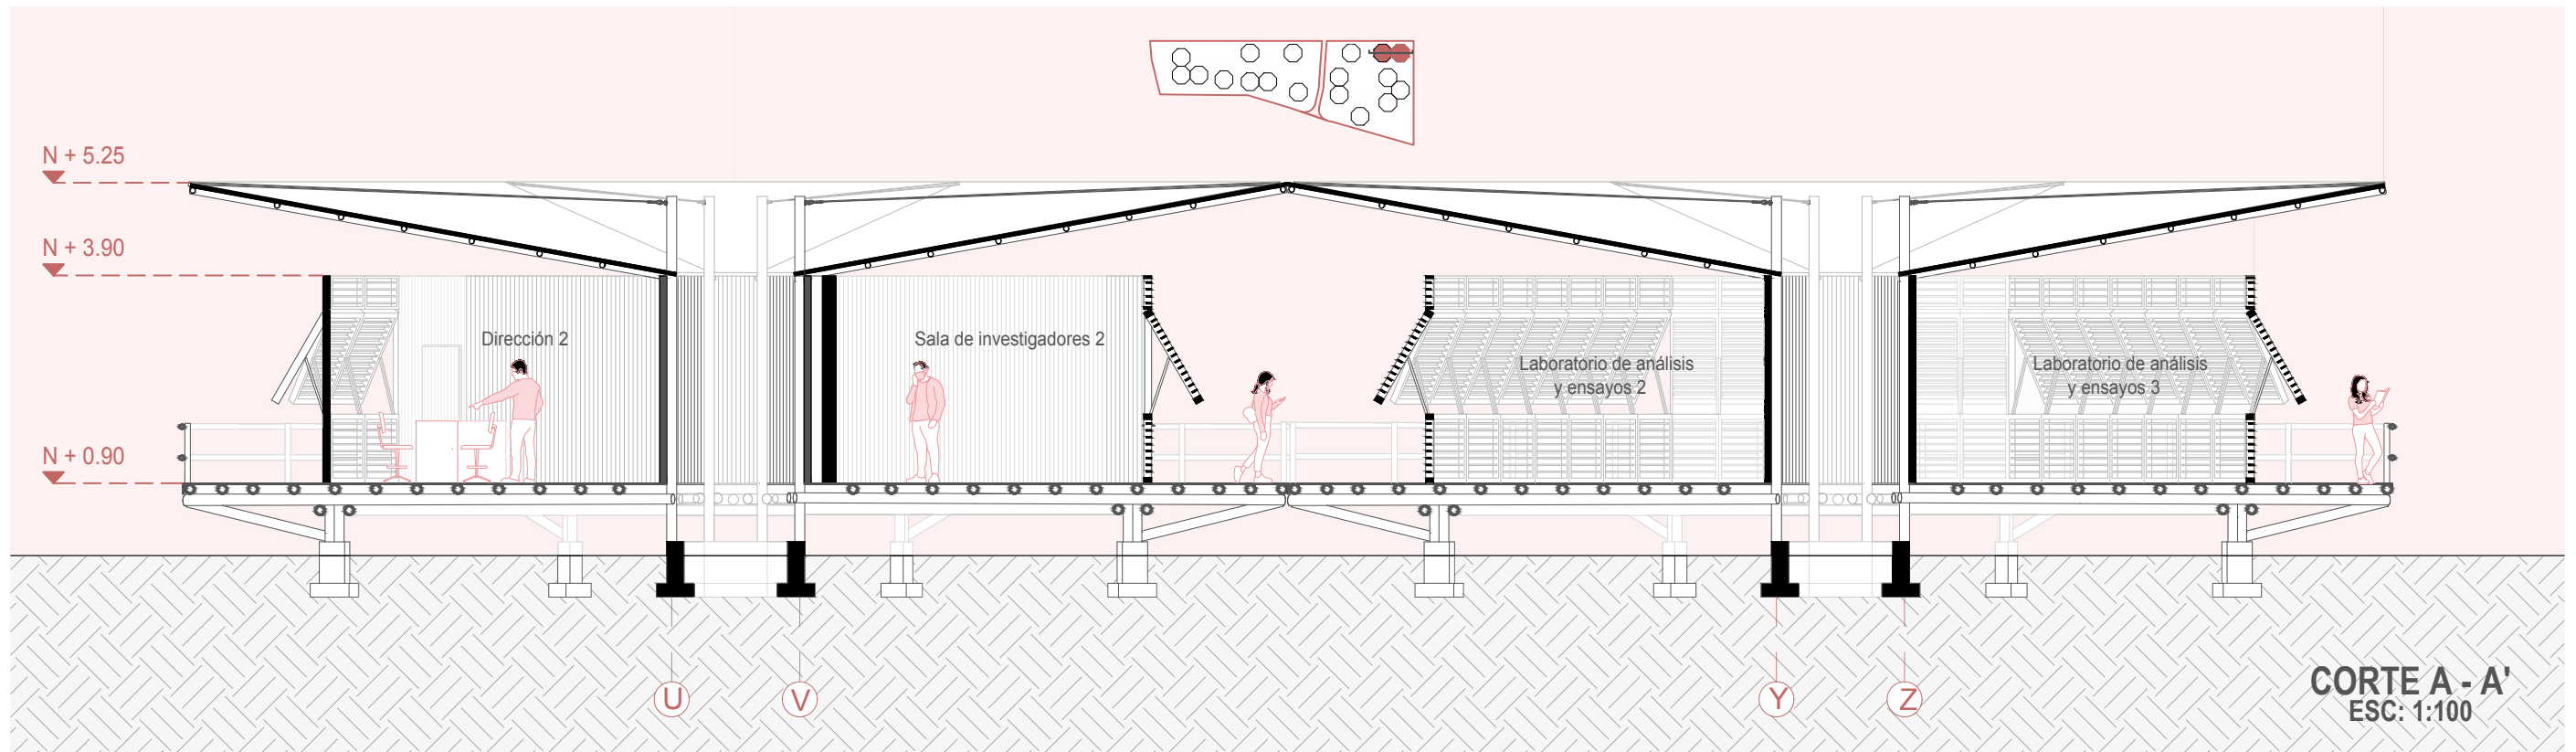 N + 5.25
N + 3.90
Dirección 2
Sala de investigadores 2
Laboratorio de análisis
y ensayos 2
Laboratorio de análisis
y ensayos 3
N + 0.90
U
V
Y
Z
CORTE A - A'
ESC: 1:100